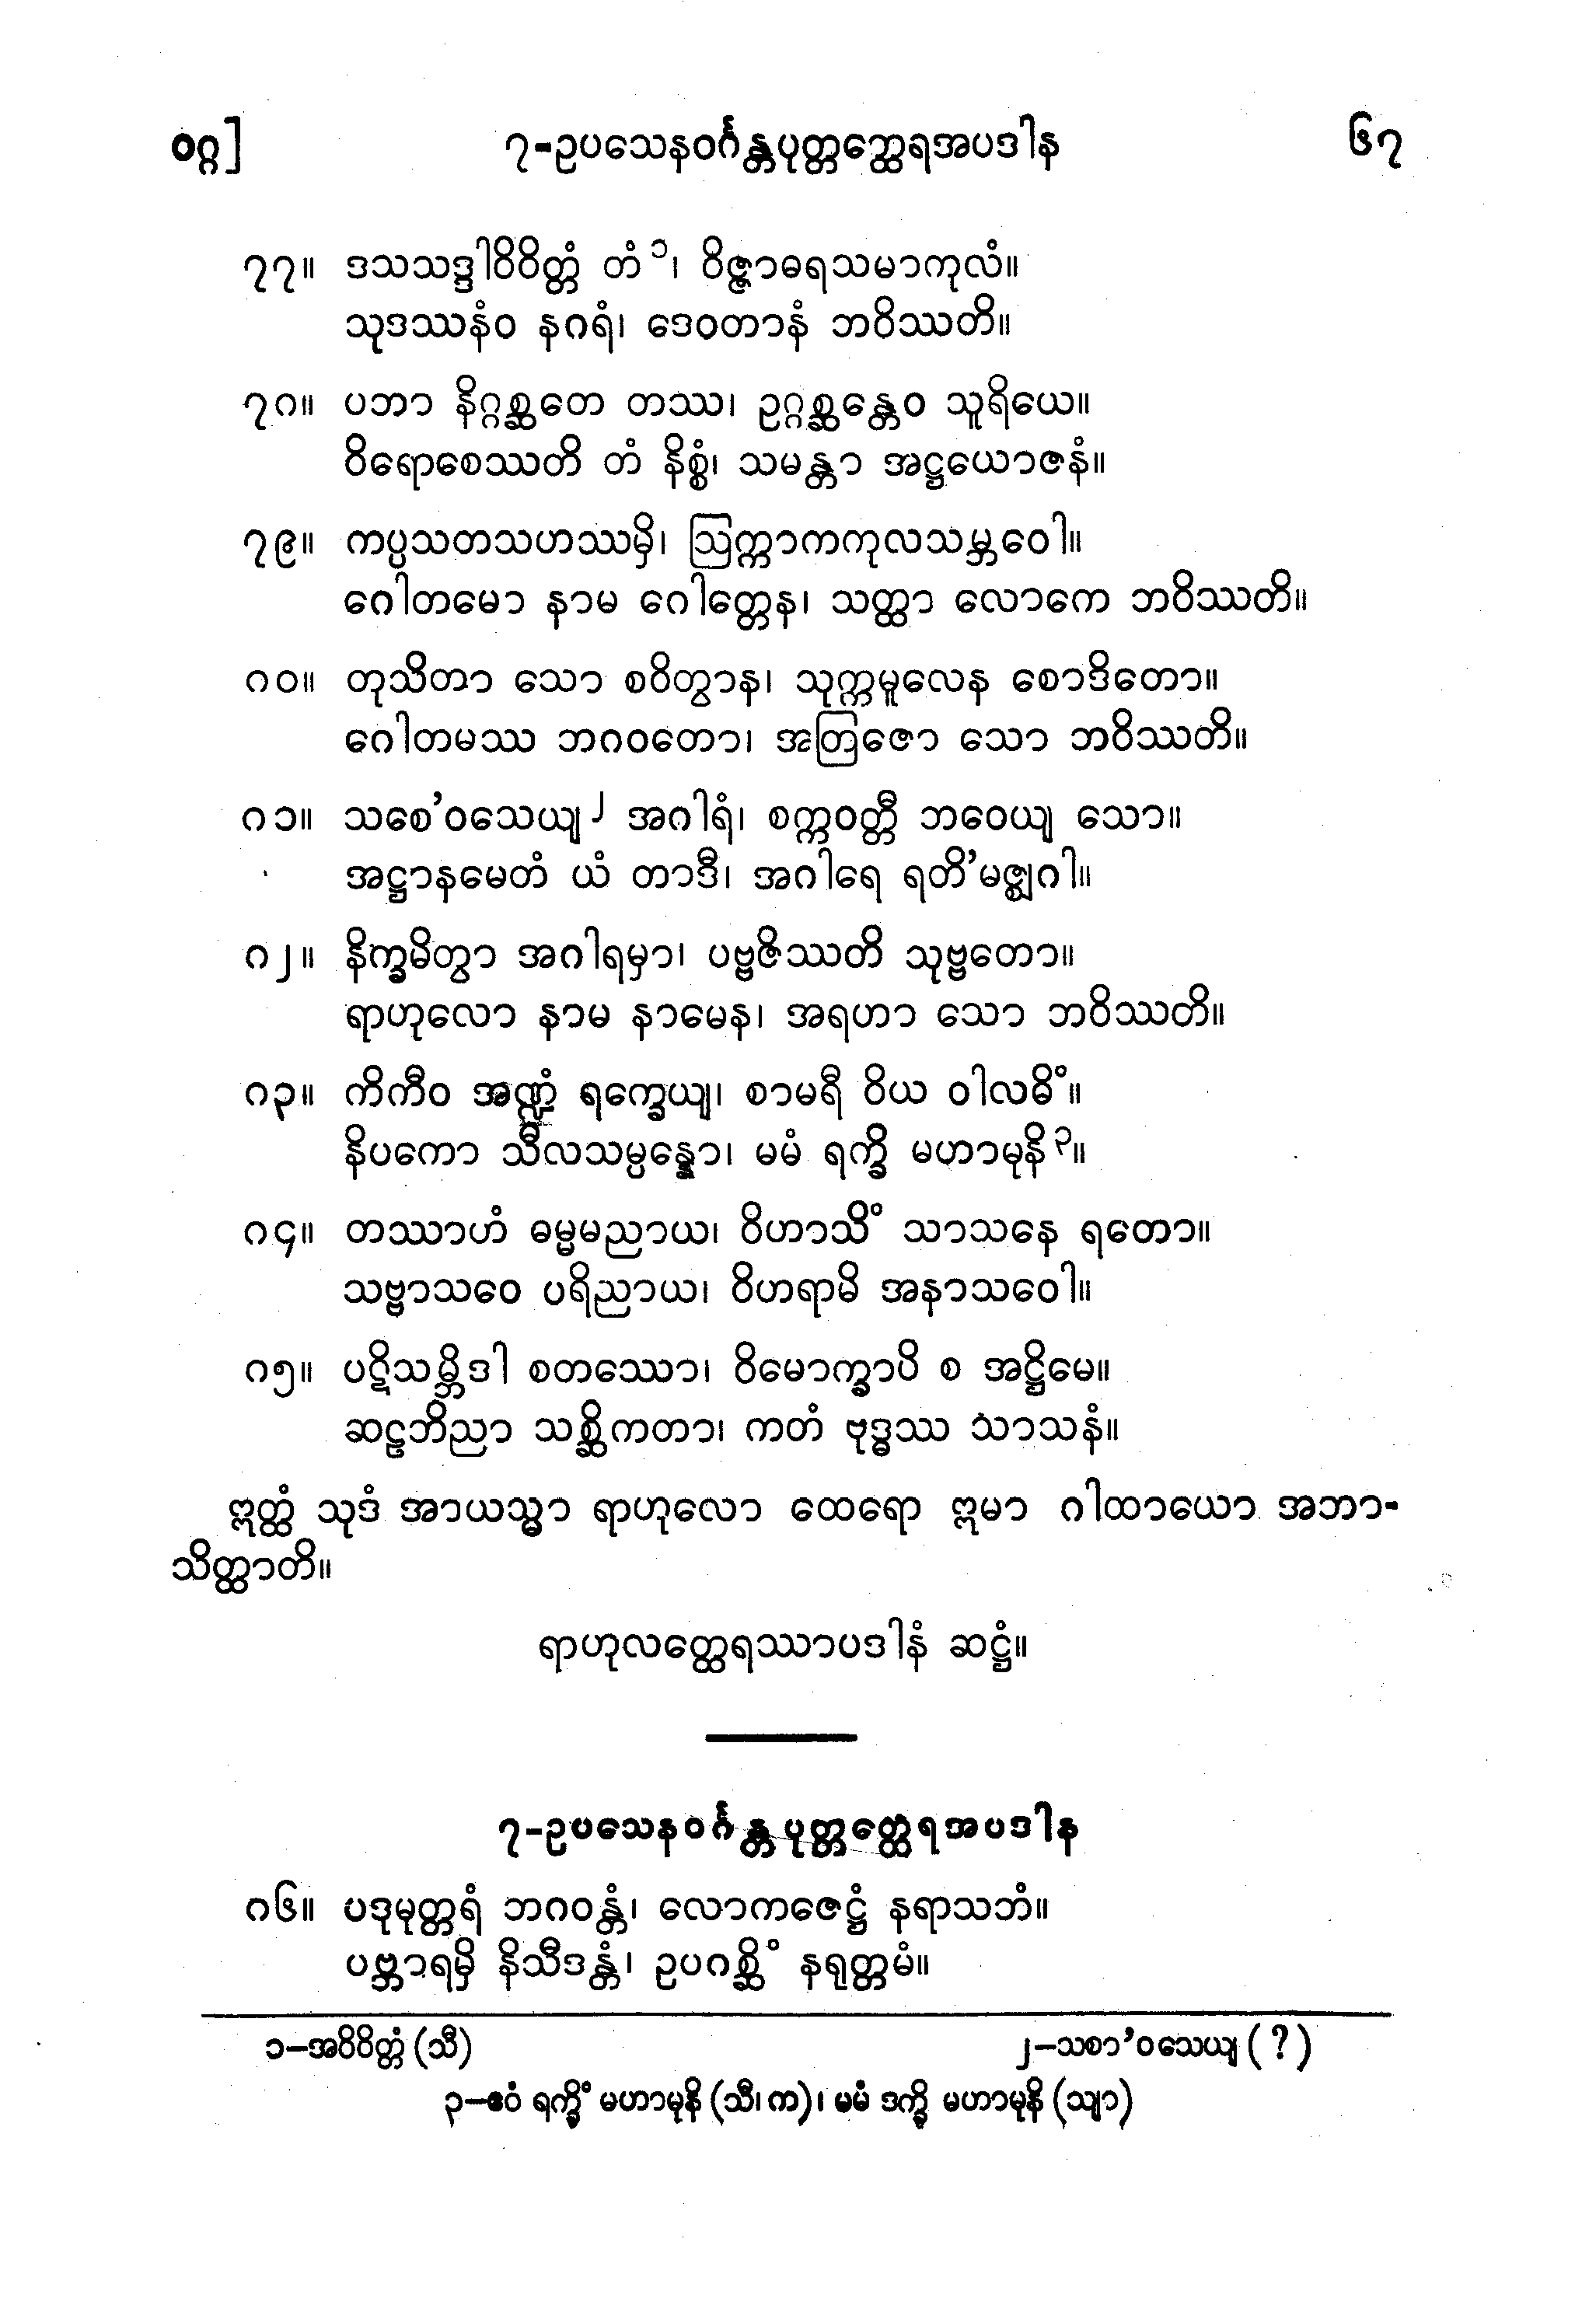 ဝဂ္ဂ]
၇-ဥပသေနဝင်္ဂန္တပုတ္တတ္ထေရအပဒါန
၆၇
၇၇။ ဒသသဒ္ဒါဝိဝိတ္တံ တံ၁၊ ဝိဇ္ဇာဓရသမာကုလံ။
သုဒဿနံဝ နဂရံ၊ ဒေဝတာနံ ဘဝိဿတိ။
၇၈။ ပဘာ နိဂ္ဂစ္ဆတေ တဿ၊ ဥဂ္ဂစ္ဆန္တေဝ သူရိယေ။
ဝိရောစေဿတိ တံ နိစ္စံ၊ သမန္တာ အဋ္ဌယောဇနံ။
၇၉။ ကပ္ပသတသဟဿမှိ၊ ဩက္ကာကကုလသမ္ဘဝေါ။
ဂေါတမော နာမ ဂေါတ္တေန၊ သတ္ထာ လောကေ ဘဝိဿတိ။
၈၀။ တုသိတာ သော စဝိတွာန၊ သုက္ကမူလေန စောဒိတော။
ဂေါတမဿ ဘဂဝတော၊ အတြဇော သော ဘဝိဿတိ။
၈၁။ သစေ’ဝသေယျ၂ အဂါရံ၊ စက္ကဝတ္တီ ဘဝေယျ သော။
အဋ္ဌာနမေတံ ယံ တာဒီ၊ အဂါရေ ရတိ’မဇ္ဈဂါ။
၈၂။ နိက္ခမိတွာ အဂါရမှာ၊ ပဗ္ဗဇိဿတိ သုဗ္ဗတော။
ရာဟုလော နာမ နာမေန၊ အရဟာ သော ဘဝိဿတိ။
၈၃။ ကိကီဝ အဏ္ဍံ ရက္ခေယျ၊ စာမရီ ဝိယ ဝါလဓိံ။
နိပကော သီလသမ္ပန္နော၊ မမံ ရက္ခိ မဟာမုနိ၃။
၈၄။ တဿာဟံ ဓမ္မမညာယ၊ ဝိဟာသိံ သာသနေ ရတော။
သဗ္ဗာသဝေ ပရိညာယ၊ ဝိဟရာမိ အနာသဝေါ။
၈၅။ ပဋိသမ္ဘိဒါ စတဿော၊ ဝိမောက္ခာပိ စ အဋ္ဌိမေ။
ဆဠဘိညာ သစ္ဆိကတာ၊ ကတံ ဗုဒ္ဓဿ သာသနံ။
ဣတ္ထံ သုဒံ အာယသ္မာ ရာဟုလော ထေရော ဣမာ ဂါထာယော အဘာ-
သိတ္ထာတိ။
ရာဟုလတ္ထေရဿာပဒါနံ ဆဋ္ဌံ။
၇-ဥပသေနဝင်္ဂန္တပုတ္တတ္ထေရအပဒါန
၈၆။ ပဒုမုတ္တရံ ဘဂဝန္တံ၊ လောကဇေဋ္ဌံ နရာသဘံ။
ပဗ္ဘာရမှိ နိသီဒန္တံ၊ ဥပဂစ္ဆိံ နရုတ္တမံ။
၁–အဝိဝိတ္တံ (သီ)
၂–သစာ’ဝသေယျ (?)
၃–ဧဝံ ရက္ခိံ မဟာမုနိ (သီ၊ က)၊ မမံ ဒက္ခိ မဟာမုနိ (သျာ)